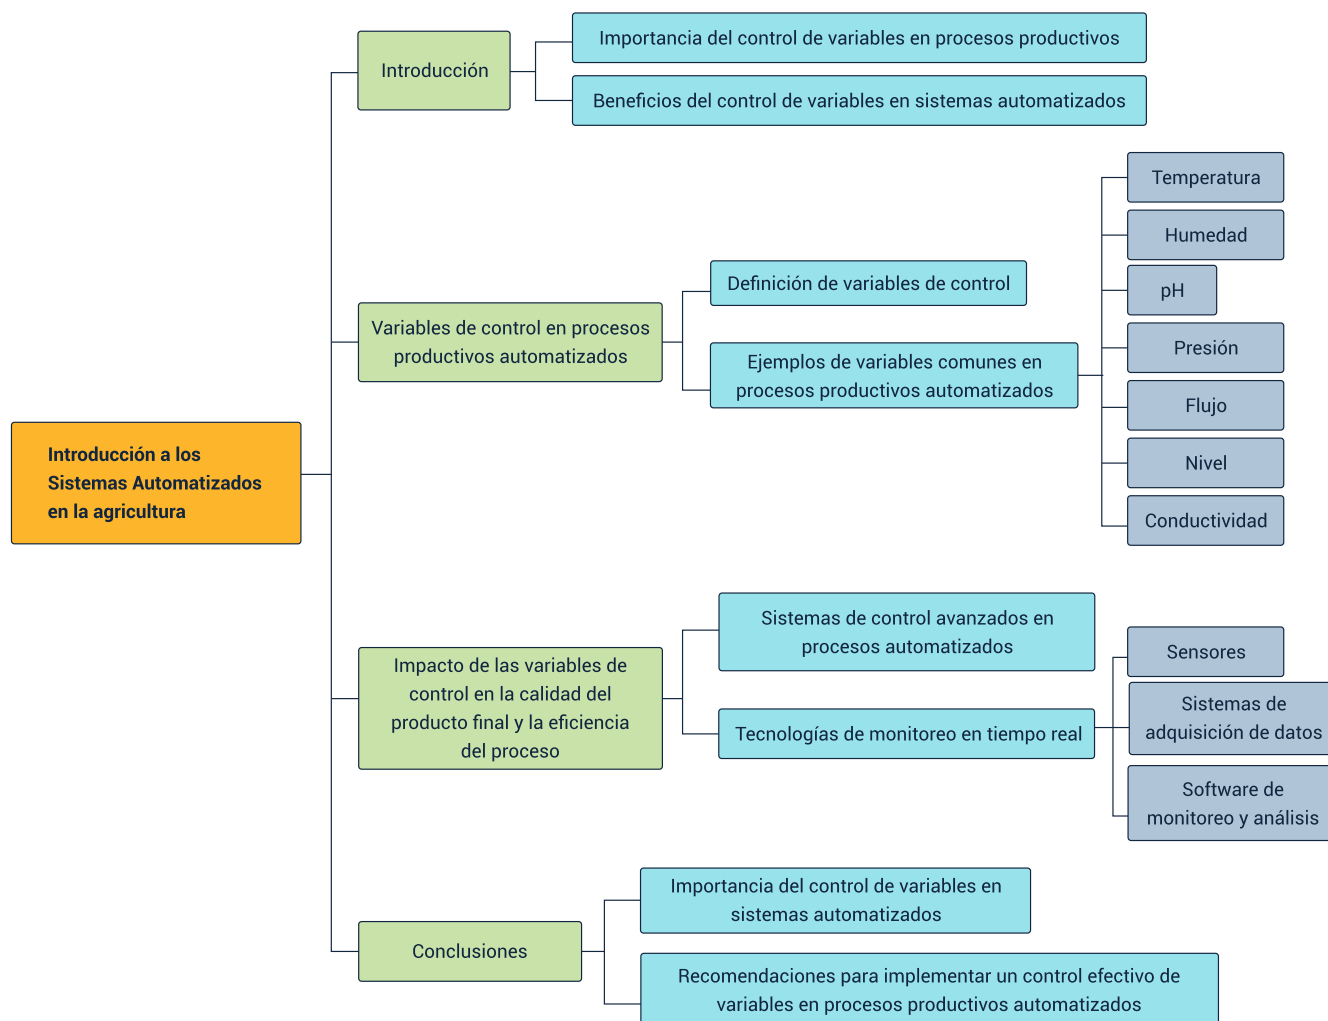 Introducción a los
Sistemas Automatizados
en la agricultura
Introducción
Importancia del control de variables en procesos productivos
Beneficios del control de variables en sistemas automatizados
Variables de control en procesos
productivos automatizados
Definición de variables de control
Ejemplos de variables comunes en
procesos productivos automatizados
Temperatura
Humedad
pH
Presión
Flujo
Nivel
Conductividad
Impacto de las variables de
control en la calidad del
producto final y la eficiencia
del proceso
Sistemas de control avanzados en
procesos automatizados
Tecnologías de monitoreo en tiempo real
Sensores
Sistemas de
adquisición de datos
Software de
monitoreo y análisis
Conclusiones
Importancia del control de variables en
sistemas automatizados
Recomendaciones para implementar un control efectivo de
variables en procesos productivos automatizados